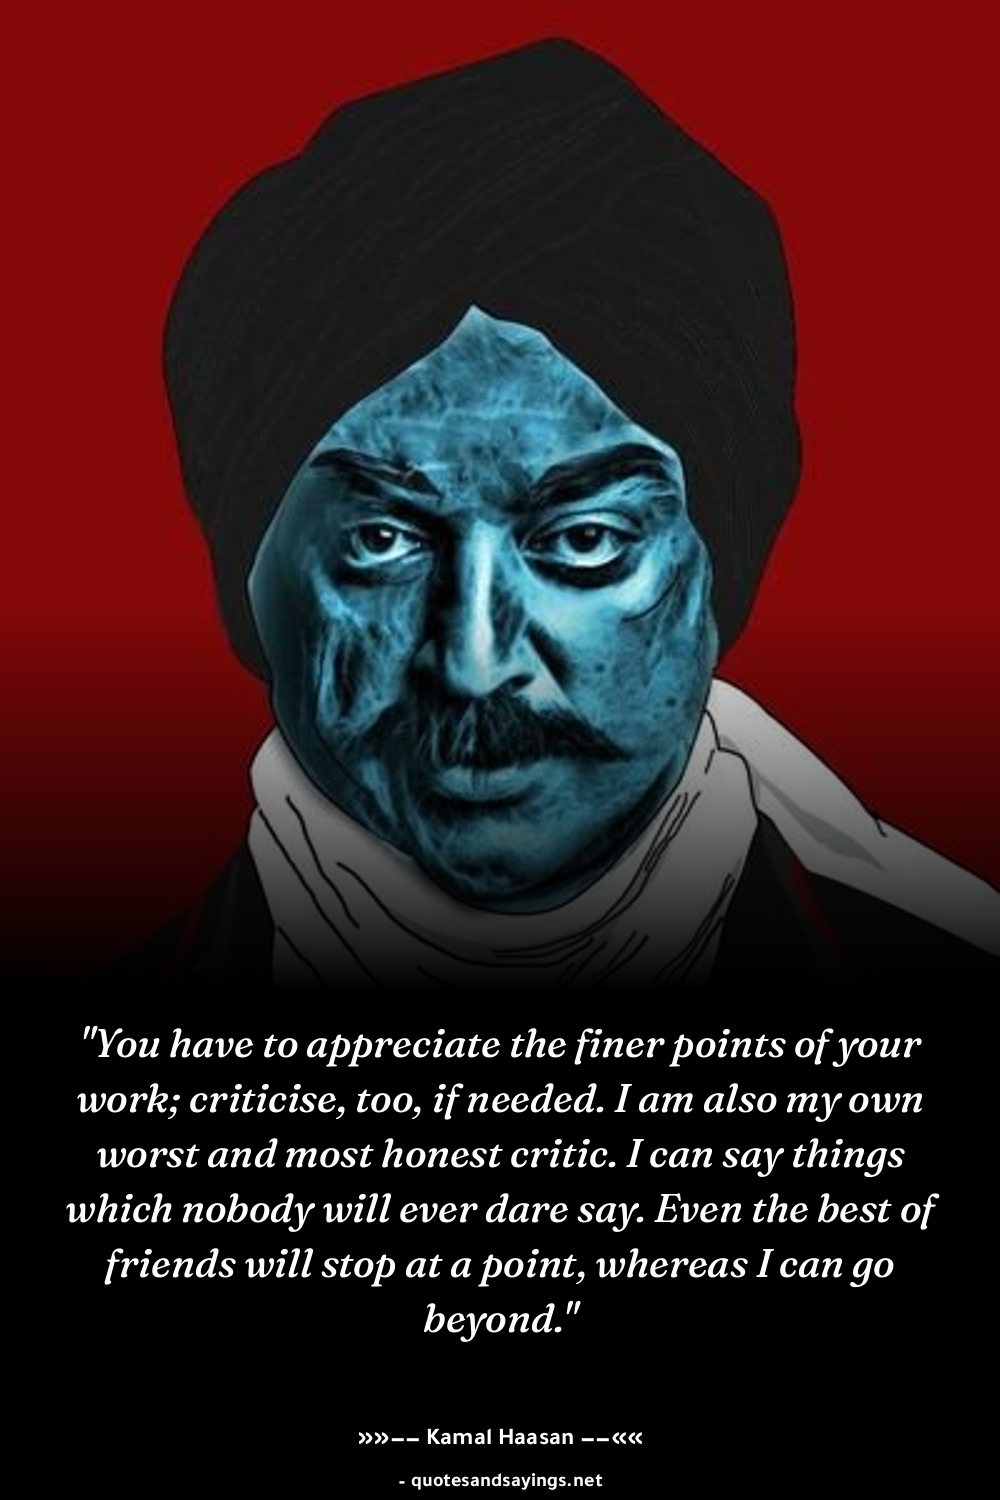 "You have to appreciate the finer points of your
work; criticise, too, if needed. I am also my own
worst and most honest critic. I can say things
which nobody will ever dare say. Even the best of
friends will stop at a point, whereas I can go
beyond."
»»–– Kamal Haasan ––««
- quotesandsayings.net